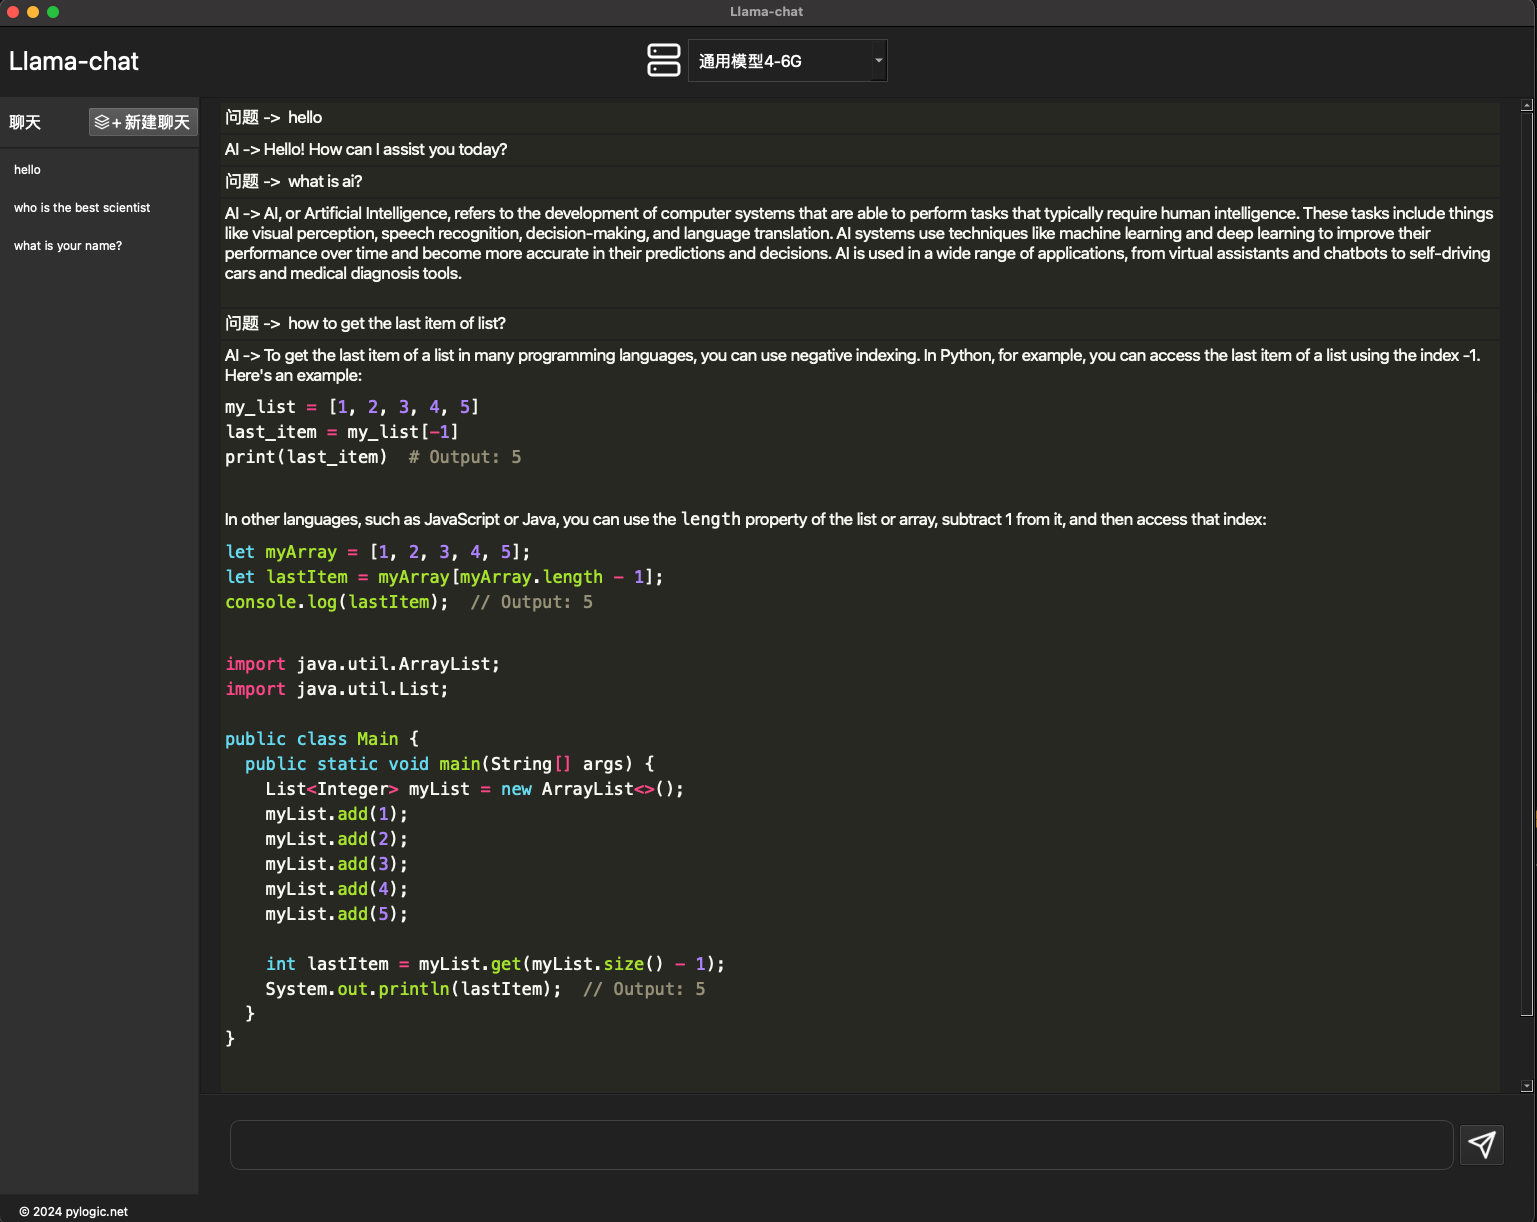 Llama-chat
Llama-chat
通用模型4-6G
聊天
+ 新建聊天
hello
who is the best scientist
what is your name?
问题 -> hello
AI -> Hello! How can I assist you today?
问题 -> what is ai?
AI -> AI, or Artificial Intelligence, refers to the development of computer systems that are able to perform tasks that typically require human intelligence. These tasks include things
like visual perception, speech recognition, decision-making, and language translation. AI systems use techniques like machine learning and deep learning to improve their
performance over time and become more accurate in their predictions and decisions. AI is used in a wide range of applications, from virtual assistants and chatbots to self-driving
cars and medical diagnosis tools.
问题 -> how to get the last item of list?
AI -> To get the last item of a list in many programming languages, you can use negative indexing. In Python, for example, you can access the last item of a list using the index -1.
Here's an example:
my_list = [1, 2, 3, 4, 5]
last_item = my_list[-1]
print(last_item)  # Output: 5
In other languages, such as JavaScript or Java, you can use the length property of the list or array, subtract 1 from it, and then access that index:
let myArray = [1, 2, 3, 4, 5];
let lastItem = myArray[myArray.length - 1];
console.log(lastItem);  // Output: 5
import java.util.ArrayList;
import java.util.List;
public class Main {
  public static void main(String[] args) {
    List<Integer> myList = new ArrayList<>();
    myList.add(1);
    myList.add(2);
    myList.add(3);
    myList.add(4);
    myList.add(5);
    int lastItem = myList.get(myList.size() - 1);
    System.out.println(lastItem);  // Output: 5
  }
}
© 2024 pylogic.net